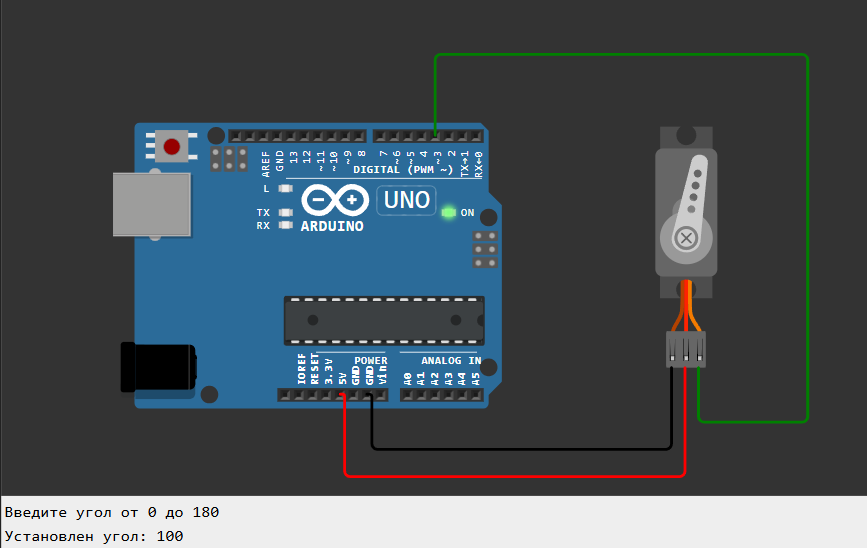 AREF
GND
13
12
~11
~10
~9
8
7
~6
~5
4
~3
2
TX→1
RX←0
DIGITAL (PWM ~)
L
TX
RX
UNO
ON
ARDUINO
IOREF
RESET
3.3V
5V
GND
GND
Vin
POWER
ANALOG IN
A0
A1
A2
A3
A4
A5
Введите угол от 0 до 180
Установлен угол: 100